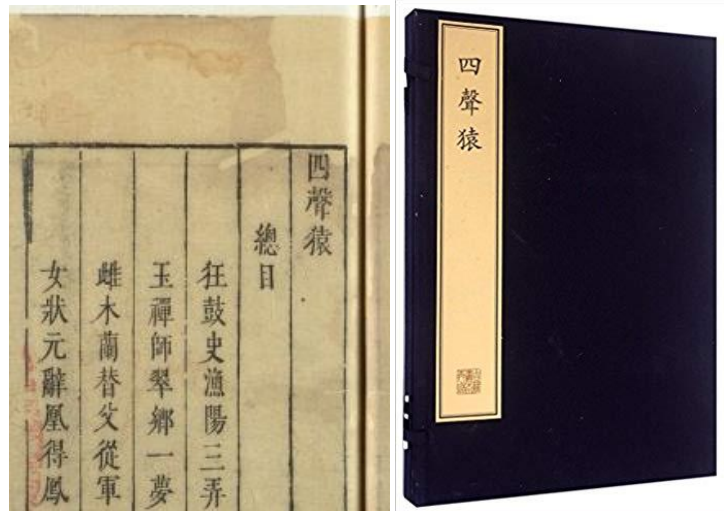 四聲猿
總目
狂鼓史漁陽三弄
玉禪師翠鄉一夢
雌木蘭替父從軍
女狀元辭凰得鳳
四聲猿